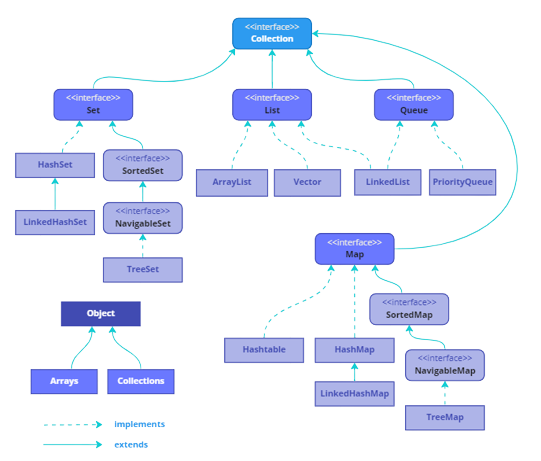 <<interface>>
Collection
<<interface>>
Set
<<interface>>
List
<<interface>>
Queue
HashSet
<<interface>>
SortedSet
ArrayList
Vector
LinkedList
PriorityQueue
LinkedHashSet
<<interface>>
NavigableSet
TreeSet
<<interface>>
Map
Object
<<interface>>
SortedMap
Hashtable
HashMap
<<interface>>
NavigableMap
Arrays
Collections
LinkedHashMap
TreeMap
implements
extends